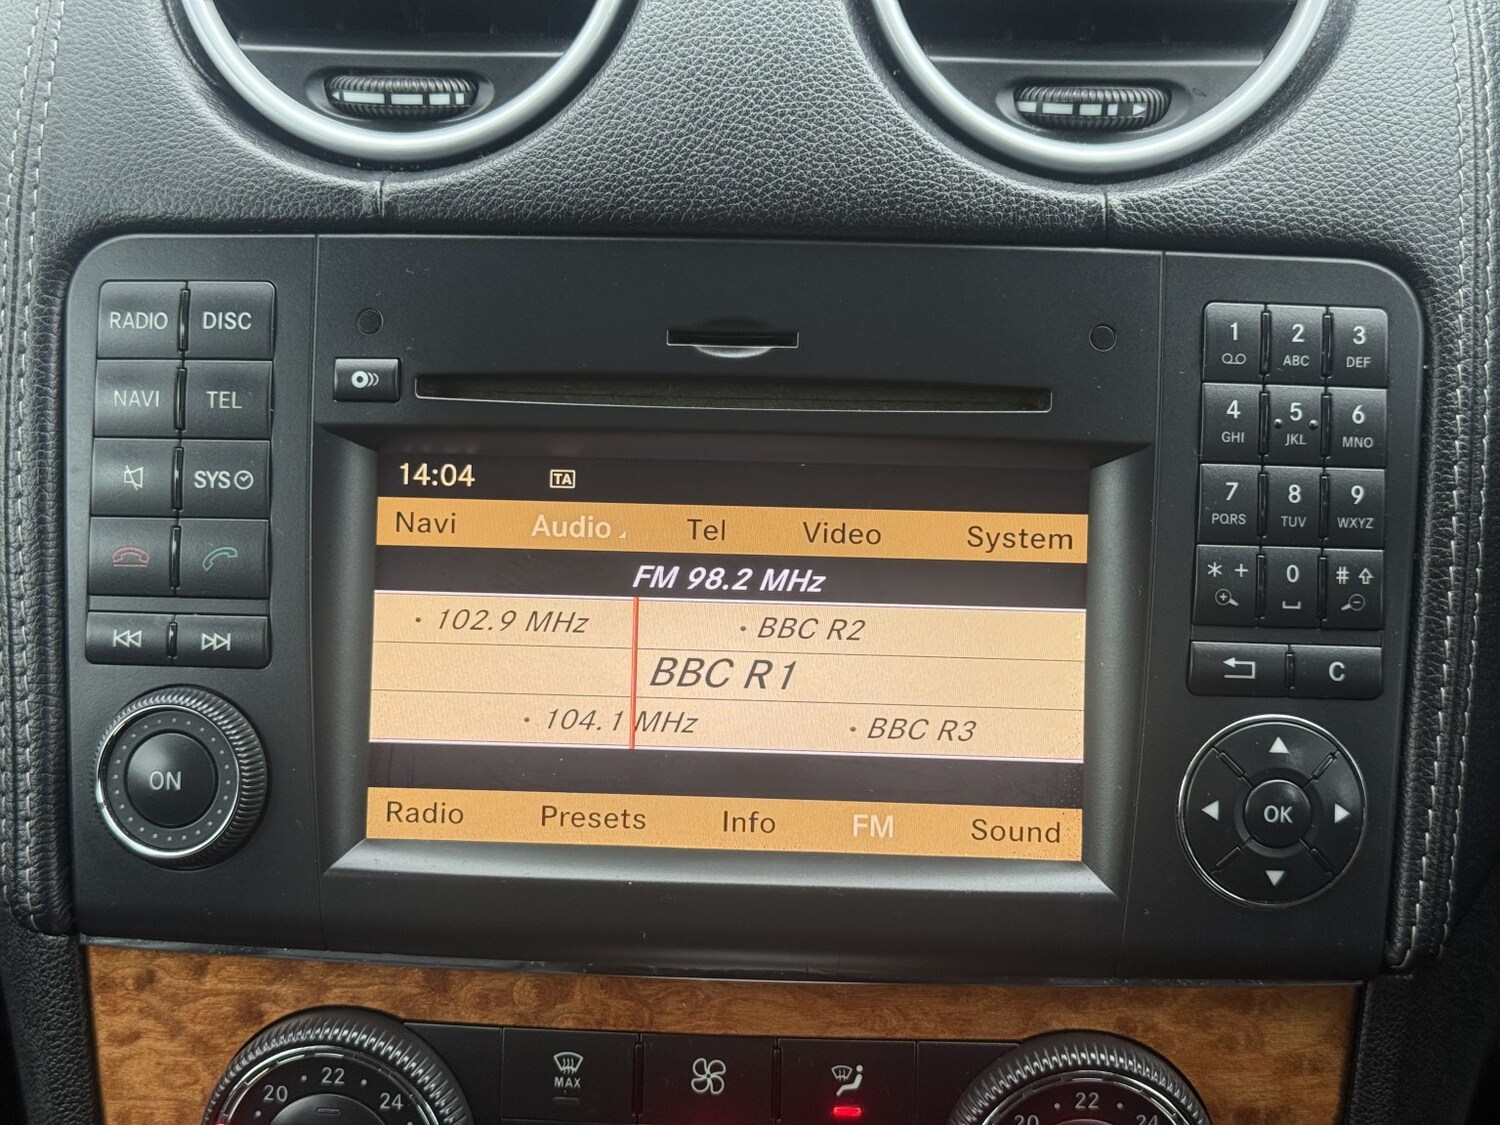 RADIO DISC
NAVI TEL
SYS
ON
14:04 TA
Navi Audio Tel Video System
FM 98.2 MHz
· 102.9 MHz · BBC R2
BBC R1
· 104.1 MHz · BBC R3
Radio Presets Info FM Sound
1 2 3
ABC DEF
4 5 6
GHI JKL MNO
7 8 9
PQRS TUV WXYZ
* + 0 #
C
OK
20 22 24
MAX
20 22 24